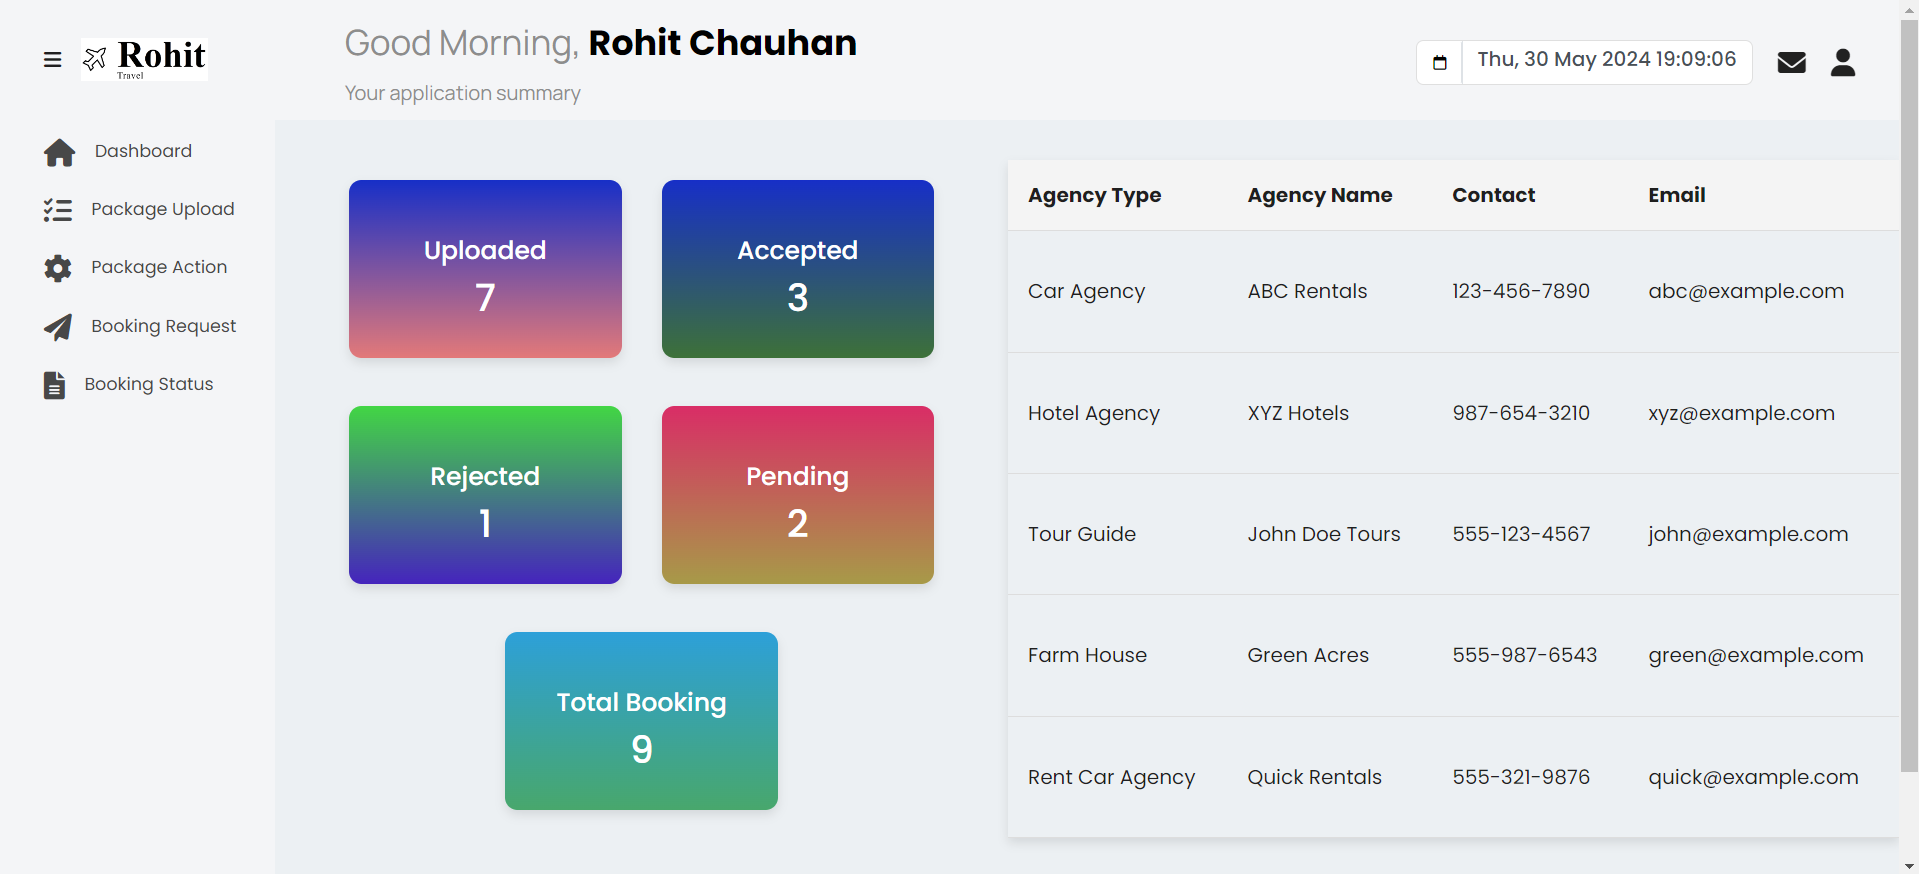 Rohit
Travel
Good Morning, Rohit Chauhan
Your application summary
Thu, 30 May 2024 19:09:06
Dashboard
Package Upload
Package Action
Booking Request
Booking Status
Uploaded
7
Accepted
3
Rejected
1
Pending
2
Total Booking
9
Agency Type Agency Name Contact Email
Car Agency ABC Rentals 123-456-7890 abc@example.com
Hotel Agency XYZ Hotels 987-654-3210 xyz@example.com
Tour Guide John Doe Tours 555-123-4567 john@example.com
Farm House Green Acres 555-987-6543 green@example.com
Rent Car Agency Quick Rentals 555-321-9876 quick@example.com